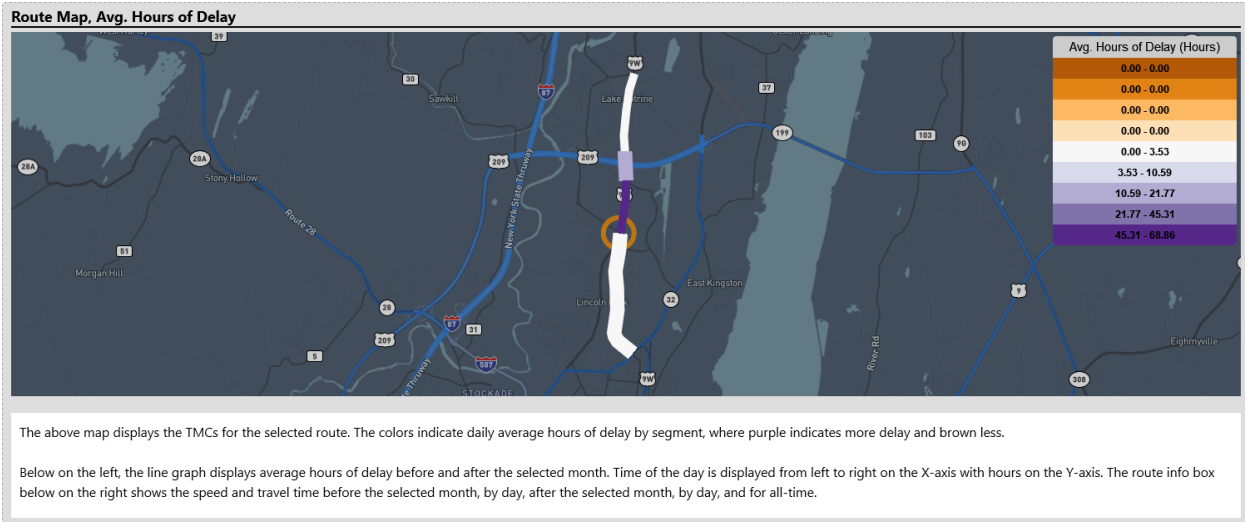 Route Map, Avg. Hours of Delay
39
9W
Avg. Hours of Delay (Hours)
0.00 - 0.00
0.00 - 0.00
0.00 - 0.00
0.00 - 0.00
0.00 - 3.53
3.53 - 10.59
10.59 - 21.77
21.77 - 45.31
45.31 - 68.86
30
87
37
Sawkill
Lake
199
103
9G
28A
28A
209
209
Stony Hollow
New York State Thruway
Route 28
51
Morgan Hill
East Kingston
9
28
32
Lincoln
87
31
209
5
587
River Rd
Eighmyville
9W
308
Thruway
STOCKADE
The above map displays the TMCs for the selected route. The colors indicate daily average hours of delay by segment, where purple indicates more delay and brown less.
Below on the left, the line graph displays average hours of delay before and after the selected month. Time of the day is displayed from left to right on the X-axis with hours on the Y-axis. The route info box
below on the right shows the speed and travel time before the selected month, by day, after the selected month, by day, and for all-time.